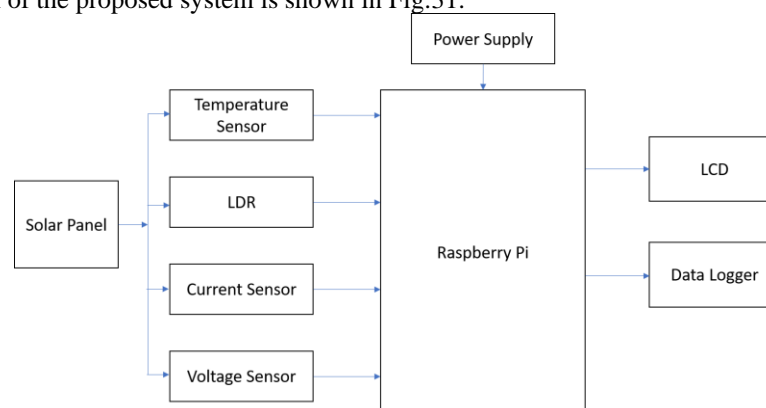 of the proposed system is shown in Fig.31.
Power Supply
Temperature
Sensor
LCD
LDR
Solar Panel
Raspberry Pi
Data Logger
Current Sensor
Voltage Sensor